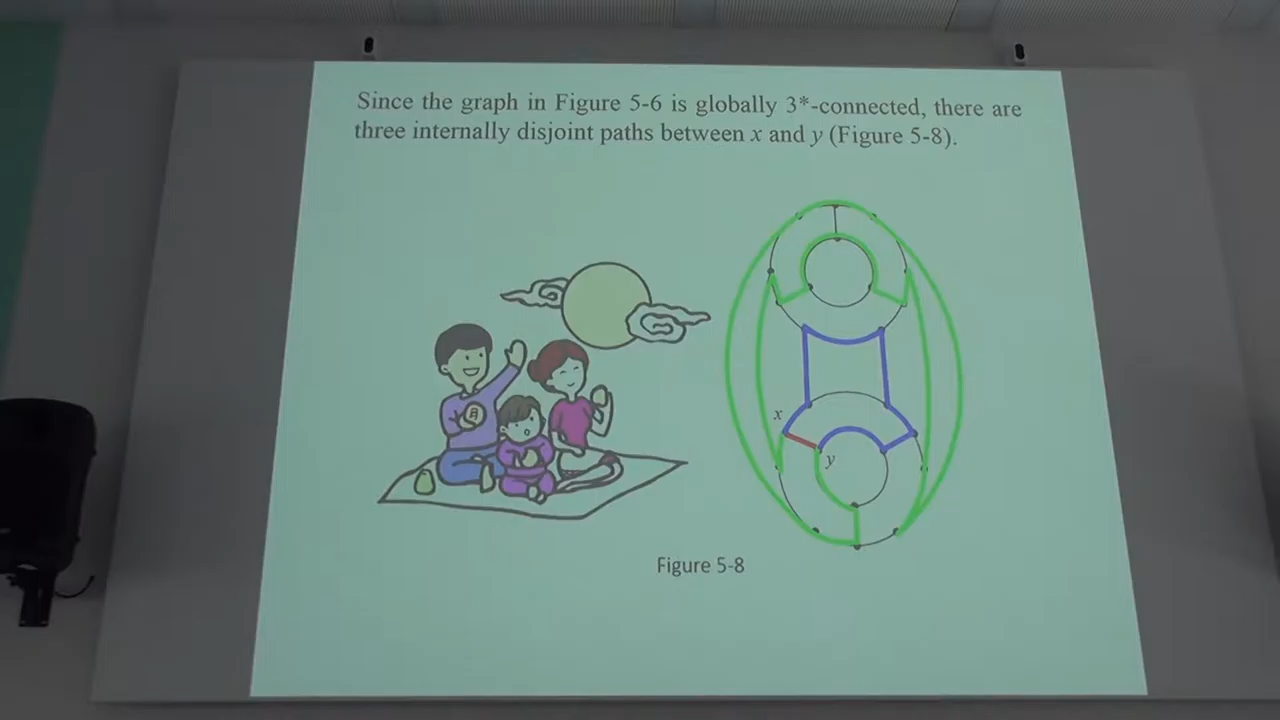 Since the graph in Figure 5-6 is globally 3*-connected, there are
three internally disjoint paths between x and y (Figure 5-8).
月
x
y
Figure 5-8